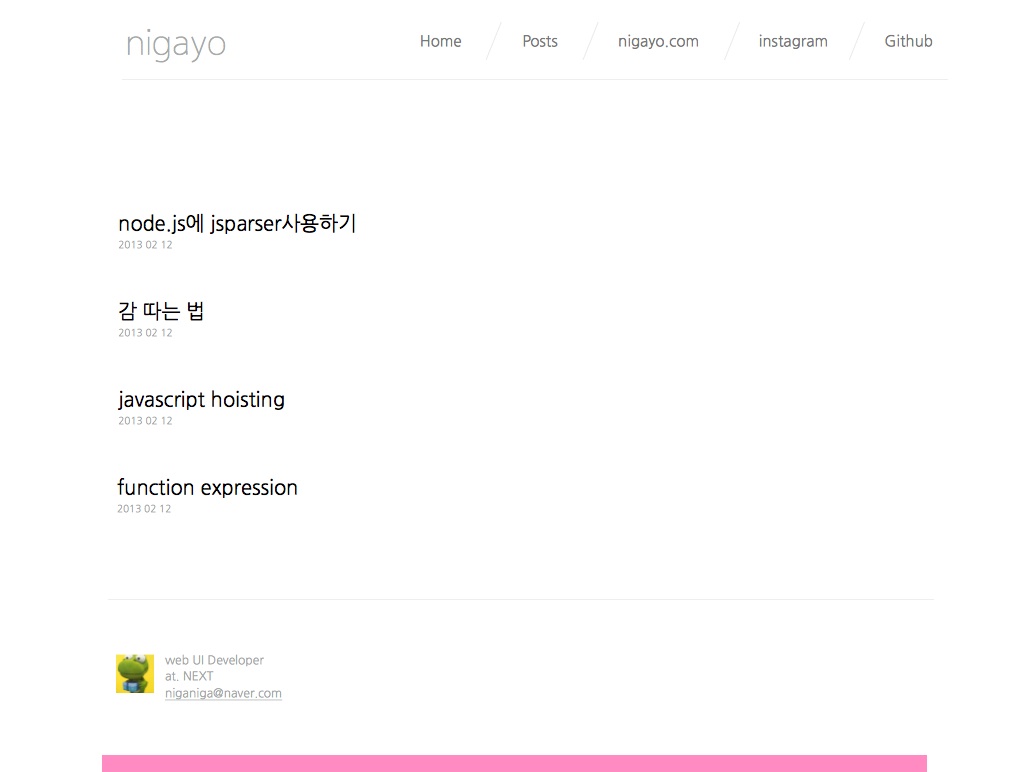 nigayo
Home / Posts / nigayo.com / instagram / Github
node.js에 jsparser사용하기
2013 02 12
감 따는 법
2013 02 12
javascript hoisting
2013 02 12
function expression
2013 02 12
web UI Developer
at. NEXT
niganiga@naver.com